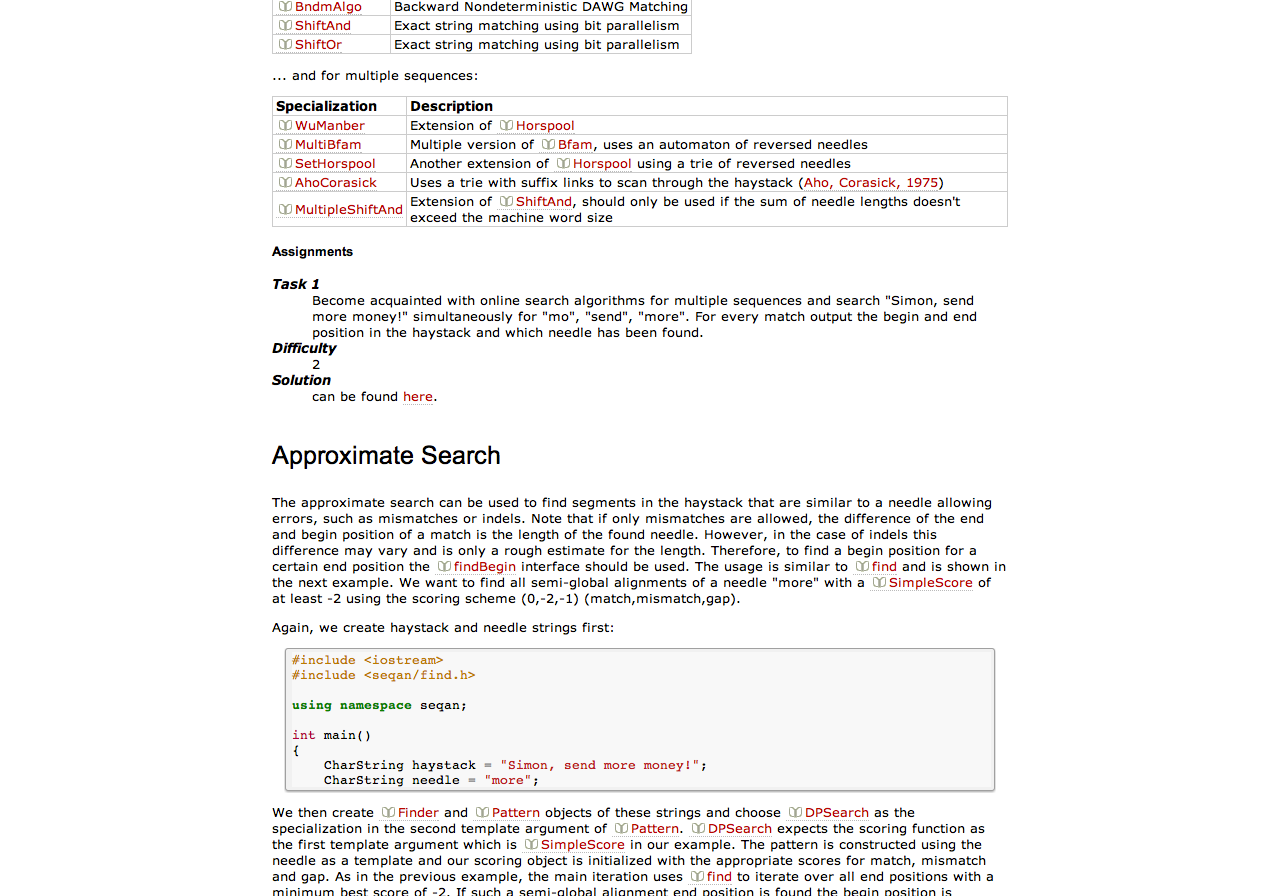 BndmAlgo Backward Nondeterministic DAWG Matching
ShiftAnd Exact string matching using bit parallelism
ShiftOr Exact string matching using bit parallelism
... and for multiple sequences:
Specialization Description
WuManber Extension of Horspool
MultiBfam Multiple version of Bfam, uses an automaton of reversed needles
SetHorspool Another extension of Horspool using a trie of reversed needles
AhoCorasick Uses a trie with suffix links to scan through the haystack (Aho, Corasick, 1975)
MultipleShiftAnd Extension of ShiftAnd, should only be used if the sum of needle lengths doesn't
exceed the machine word size
Assignments
Task 1
Become acquainted with online search algorithms for multiple sequences and search "Simon, send
more money!" simultaneously for "mo", "send", "more". For every match output the begin and end
position in the haystack and which needle has been found.
Difficulty
2
Solution
can be found here.
Approximate Search
The approximate search can be used to find segments in the haystack that are similar to a needle allowing
errors, such as mismatches or indels. Note that if only mismatches are allowed, the difference of the end
and begin position of a match is the length of the found needle. However, in the case of indels this
difference may vary and is only a rough estimate for the length. Therefore, to find a begin position for a
certain end position the findBegin interface should be used. The usage is similar to find and is shown in
the next example. We want to find all semi-global alignments of a needle "more" with a SimpleScore of
at least -2 using the scoring scheme (0,-2,-1) (match,mismatch,gap).
Again, we create haystack and needle strings first:
#include <iostream>
#include <seqan/find.h>
using namespace seqan;
int main()
{
CharString haystack = "Simon, send more money!";
CharString needle = "more";
We then create Finder and Pattern objects of these strings and choose DPSearch as the
specialization in the second template argument of Pattern. DPSearch expects the scoring function as
the first template argument which is SimpleScore in our example. The pattern is constructed using the
needle as a template and our scoring object is initialized with the appropriate scores for match, mismatch
and gap. As in the previous example, the main iteration uses find to iterate over all end positions with a
minimum best score of -2. If such a semi-global alignment end position is found the begin position is